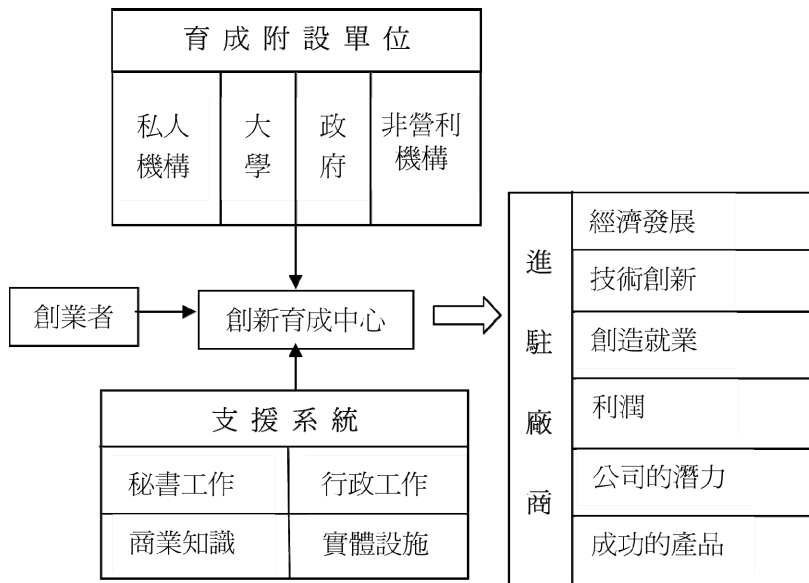 育成附設單位
私人
機構
大
學
政
府
非營利
機構
創業者
創新育成中心
支援系統
秘書工作
行政工作
商業知識
實體設施
進
駐
廠
商
經濟發展
技術創新
創造就業
利潤
公司的潛力
成功的產品